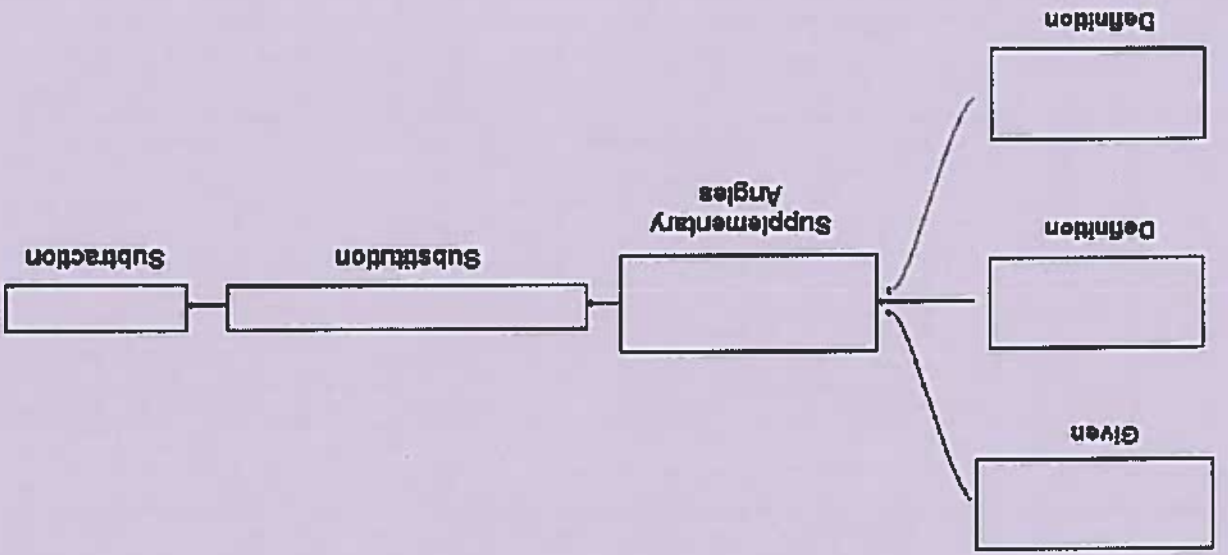 Given
Definition
Definition
Supplementary
Angles
Substitution
Subtraction